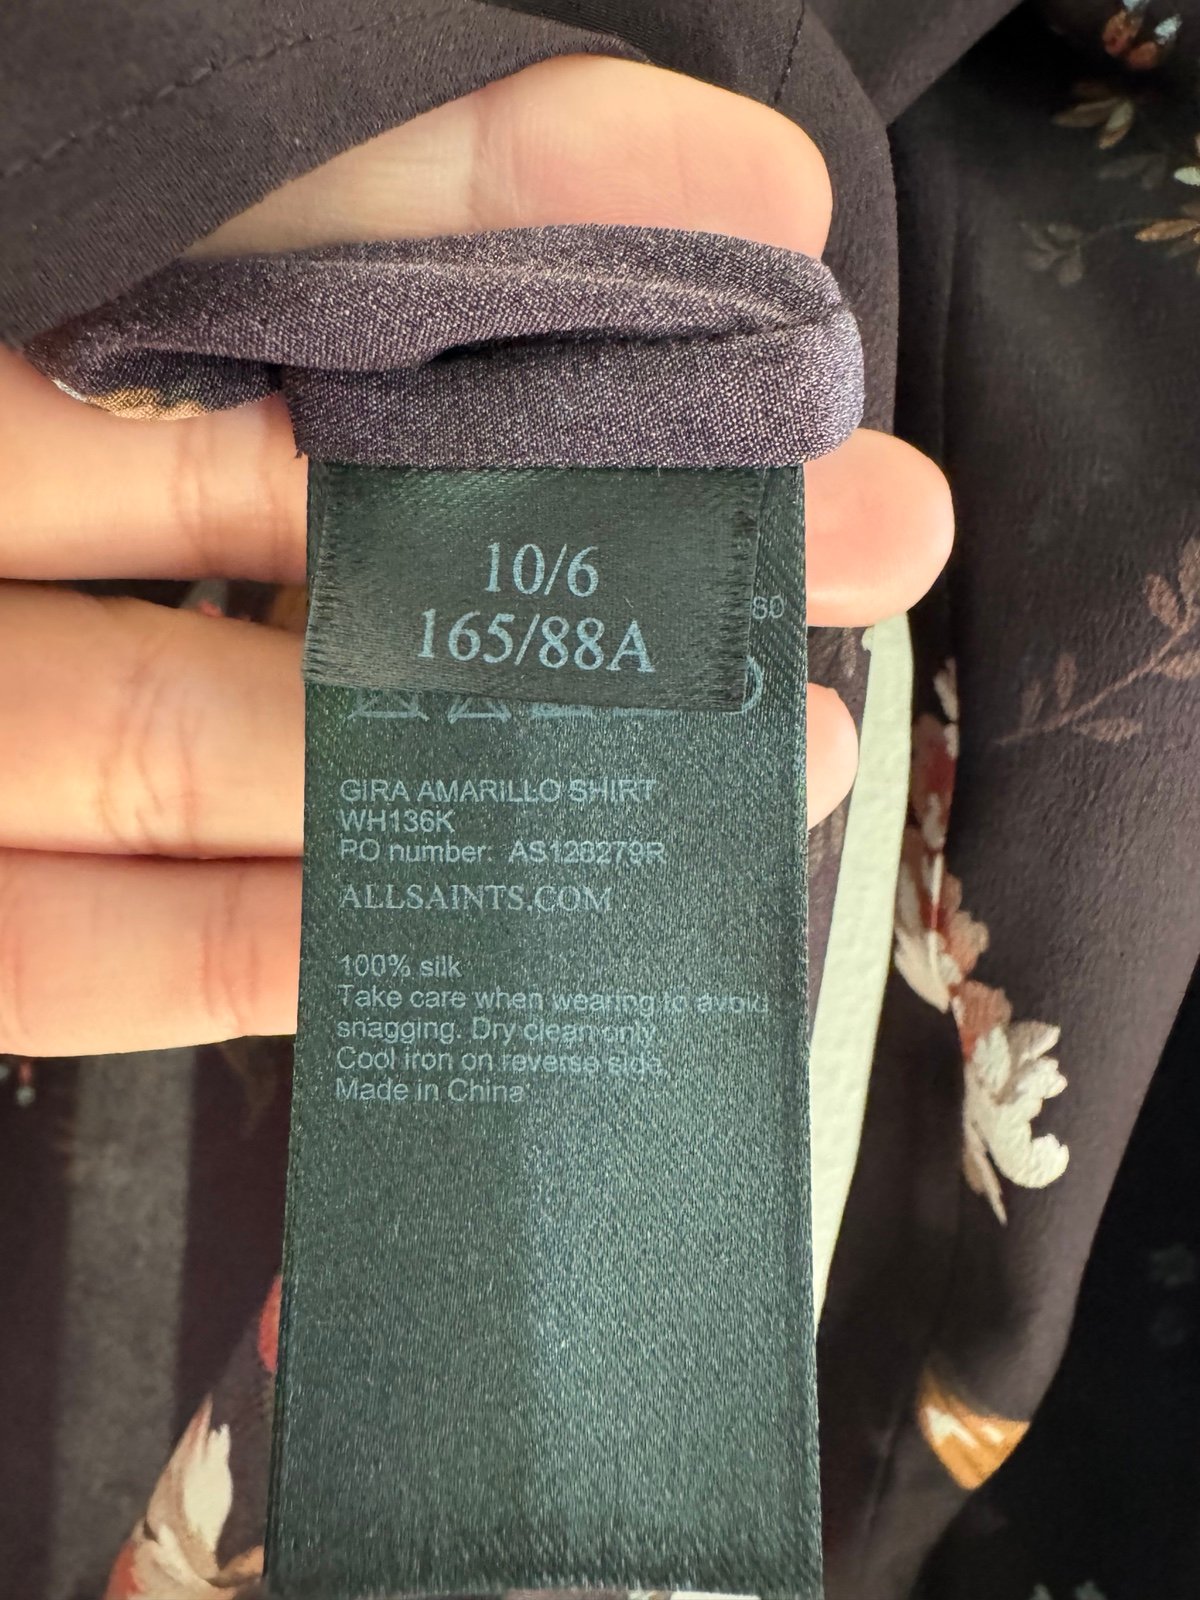 10/6
165/88A
GIRA AMARILLO SHIRT
WH136K
PO number: AS128279R
ALLSAINTS.COM
100% silk
Take care when wearing to avoid
snagging. Dry clean only.
Cool iron on reverse side.
Made in China